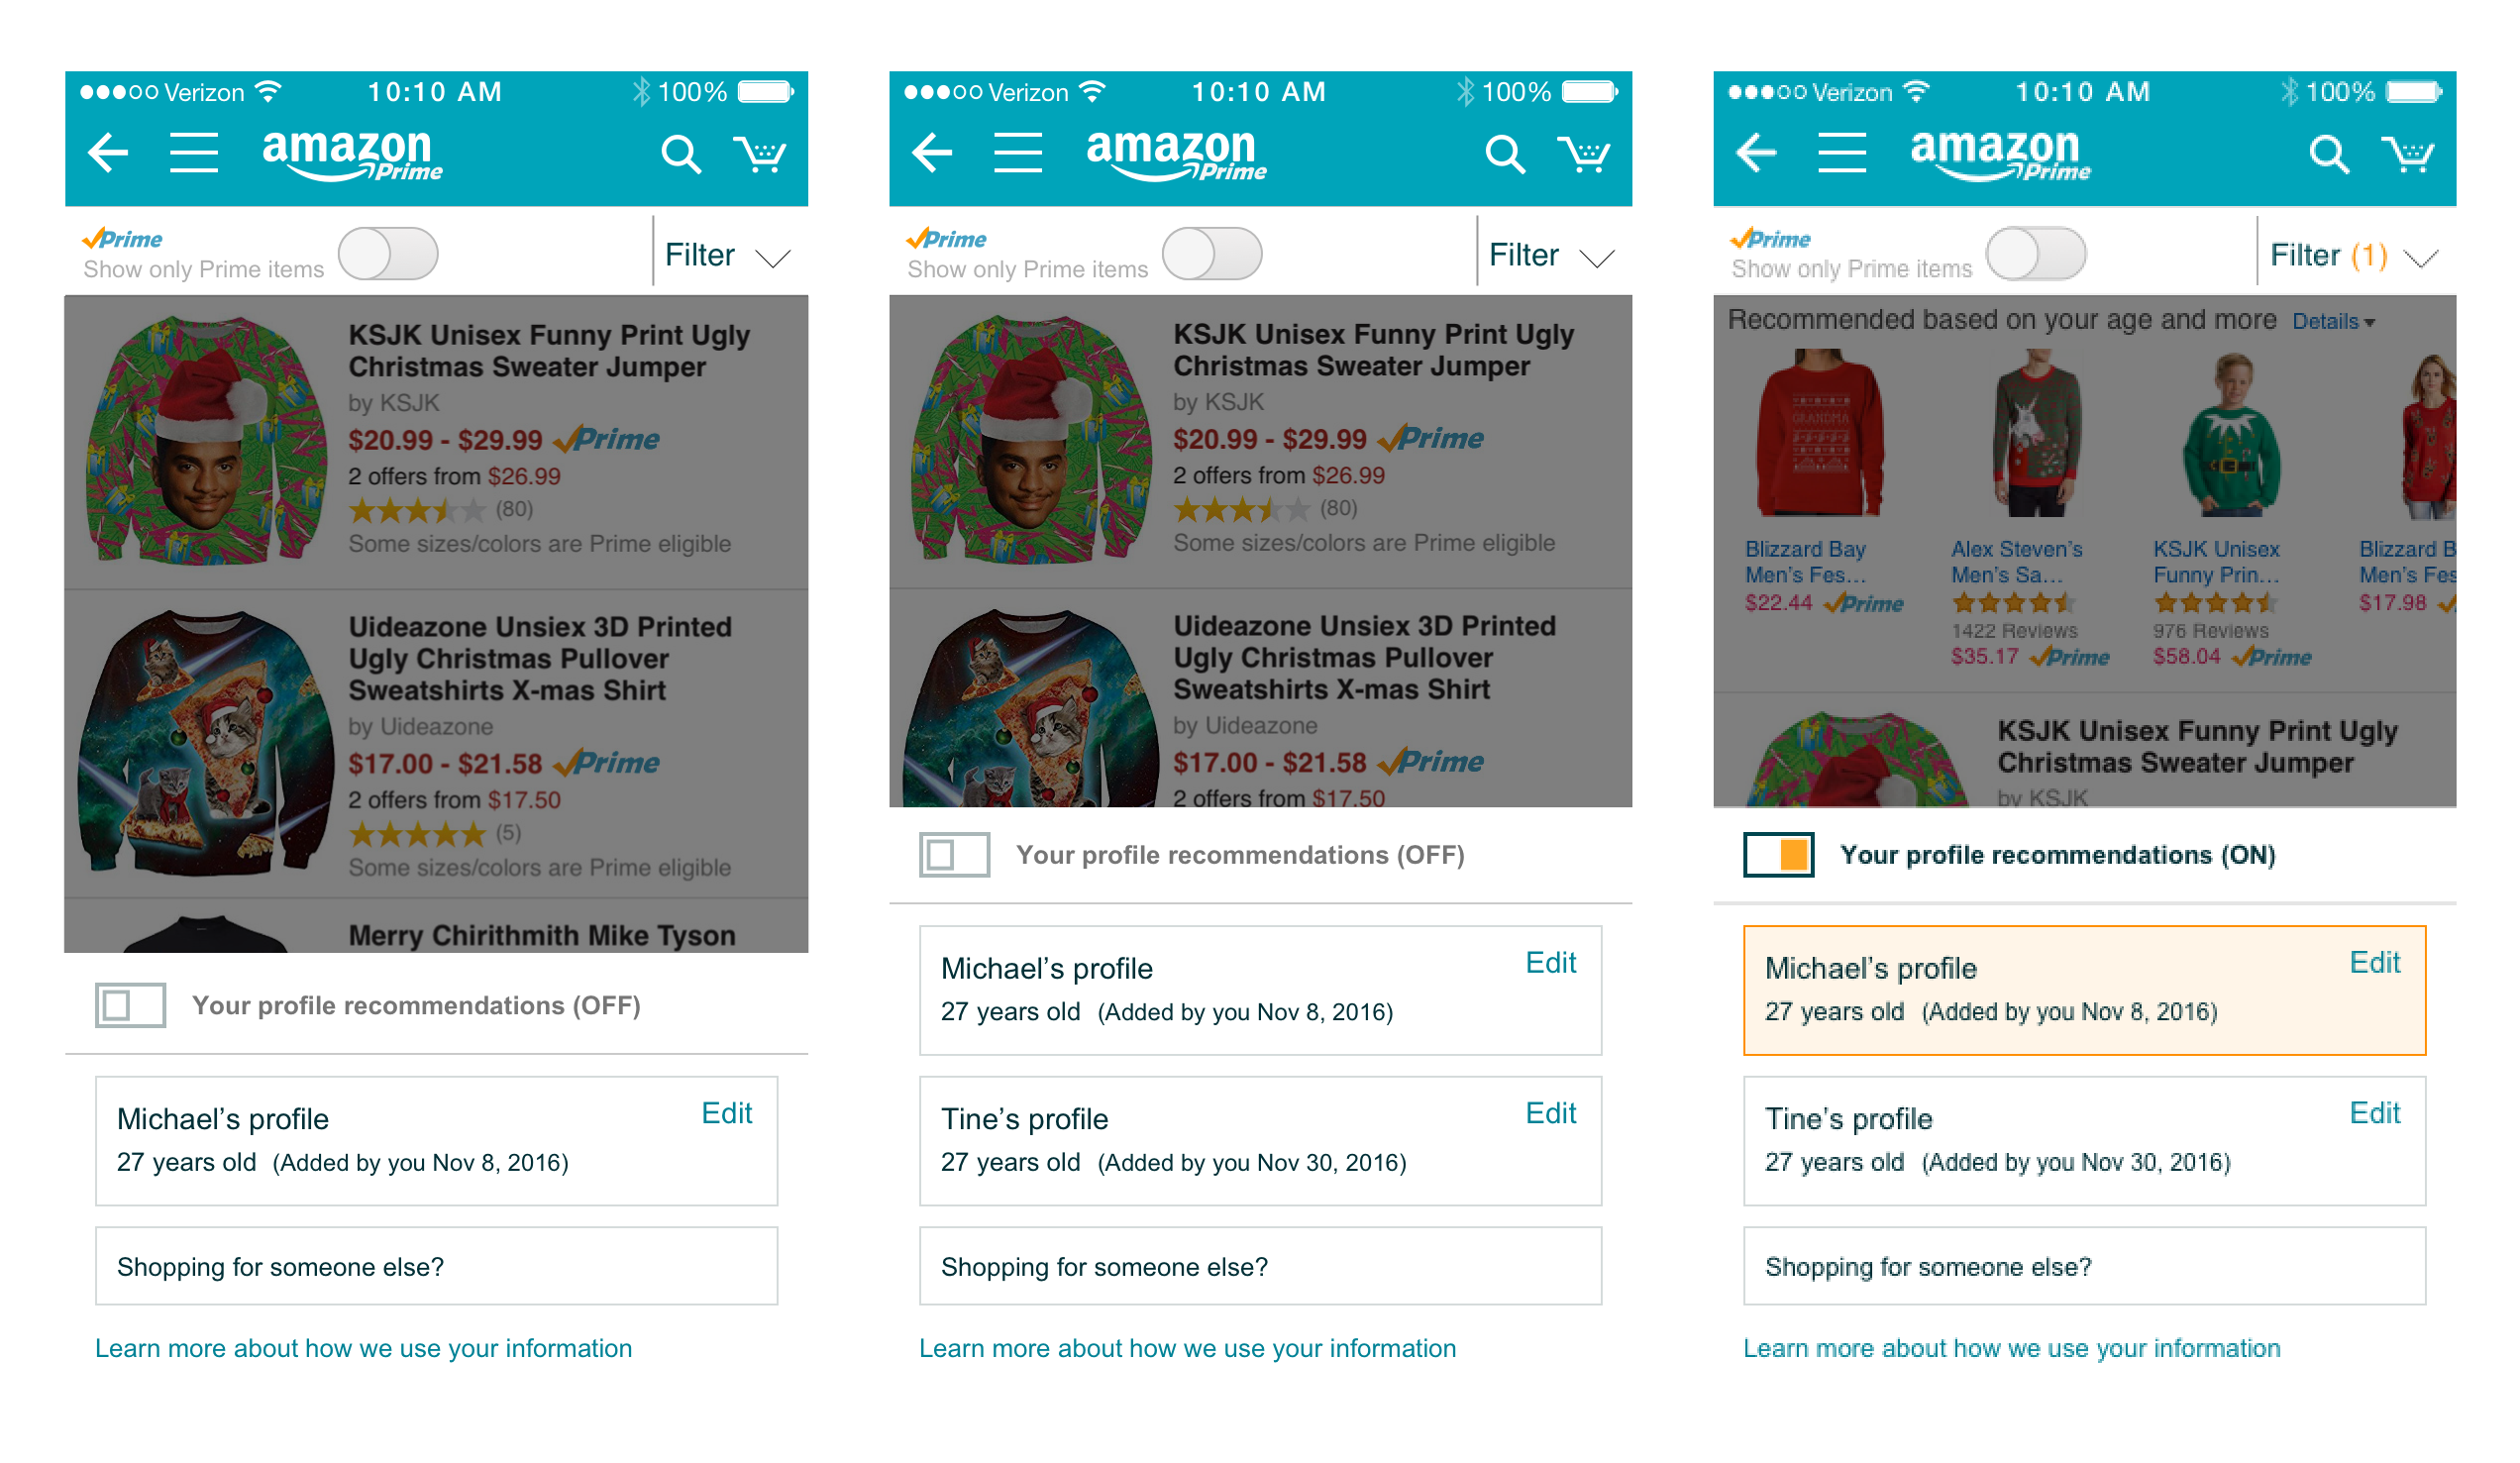 Verizon 10:10 AM 100%
amazon
Prime
Prime
Show only Prime items
Filter
KSJK Unisex Funny Print Ugly
Christmas Sweater Jumper
by KSJK
$20.99 - $29.99 Prime
2 offers from $26.99
(80)
Some sizes/colors are Prime eligible
Uideazone Unsiex 3D Printed
Ugly Christmas Pullover
Sweatshirts X-mas Shirt
by Uideazone
$17.00 - $21.58 Prime
2 offers from $17.50
(5)
Some sizes/colors are Prime eligible
Merry Chirithmith Mike Tyson
Your profile recommendations (OFF)
Michael's profile Edit
27 years old (Added by you Nov 8, 2016)
Shopping for someone else?
Learn more about how we use your information
Verizon 10:10 AM 100%
amazon
Prime
Prime
Show only Prime items
Filter
KSJK Unisex Funny Print Ugly
Christmas Sweater Jumper
by KSJK
$20.99 - $29.99 Prime
2 offers from $26.99
(80)
Some sizes/colors are Prime eligible
Uideazone Unsiex 3D Printed
Ugly Christmas Pullover
Sweatshirts X-mas Shirt
by Uideazone
$17.00 - $21.58 Prime
2 offers from $17.50
Your profile recommendations (OFF)
Michael's profile Edit
27 years old (Added by you Nov 8, 2016)
Tine's profile Edit
27 years old (Added by you Nov 30, 2016)
Shopping for someone else?
Learn more about how we use your information
Verizon 10:10 AM 100%
amazon
Prime
Prime
Show only Prime items
Filter (1)
Recommended based on your age and more Details
GRANDMA
Blizzard Bay
Men's Fes...
$22.44 Prime
Alex Steven's
Men's Sa...
1422 Reviews
$35.17 Prime
KSJK Unisex
Funny Prin...
976 Reviews
$58.04 Prime
Blizzard B
Men's Fes
$17.98
KSJK Unisex Funny Print Ugly
Christmas Sweater Jumper
by KSJK
Your profile recommendations (ON)
Michael's profile Edit
27 years old (Added by you Nov 8, 2016)
Tine's profile Edit
27 years old (Added by you Nov 30, 2016)
Shopping for someone else?
Learn more about how we use your information